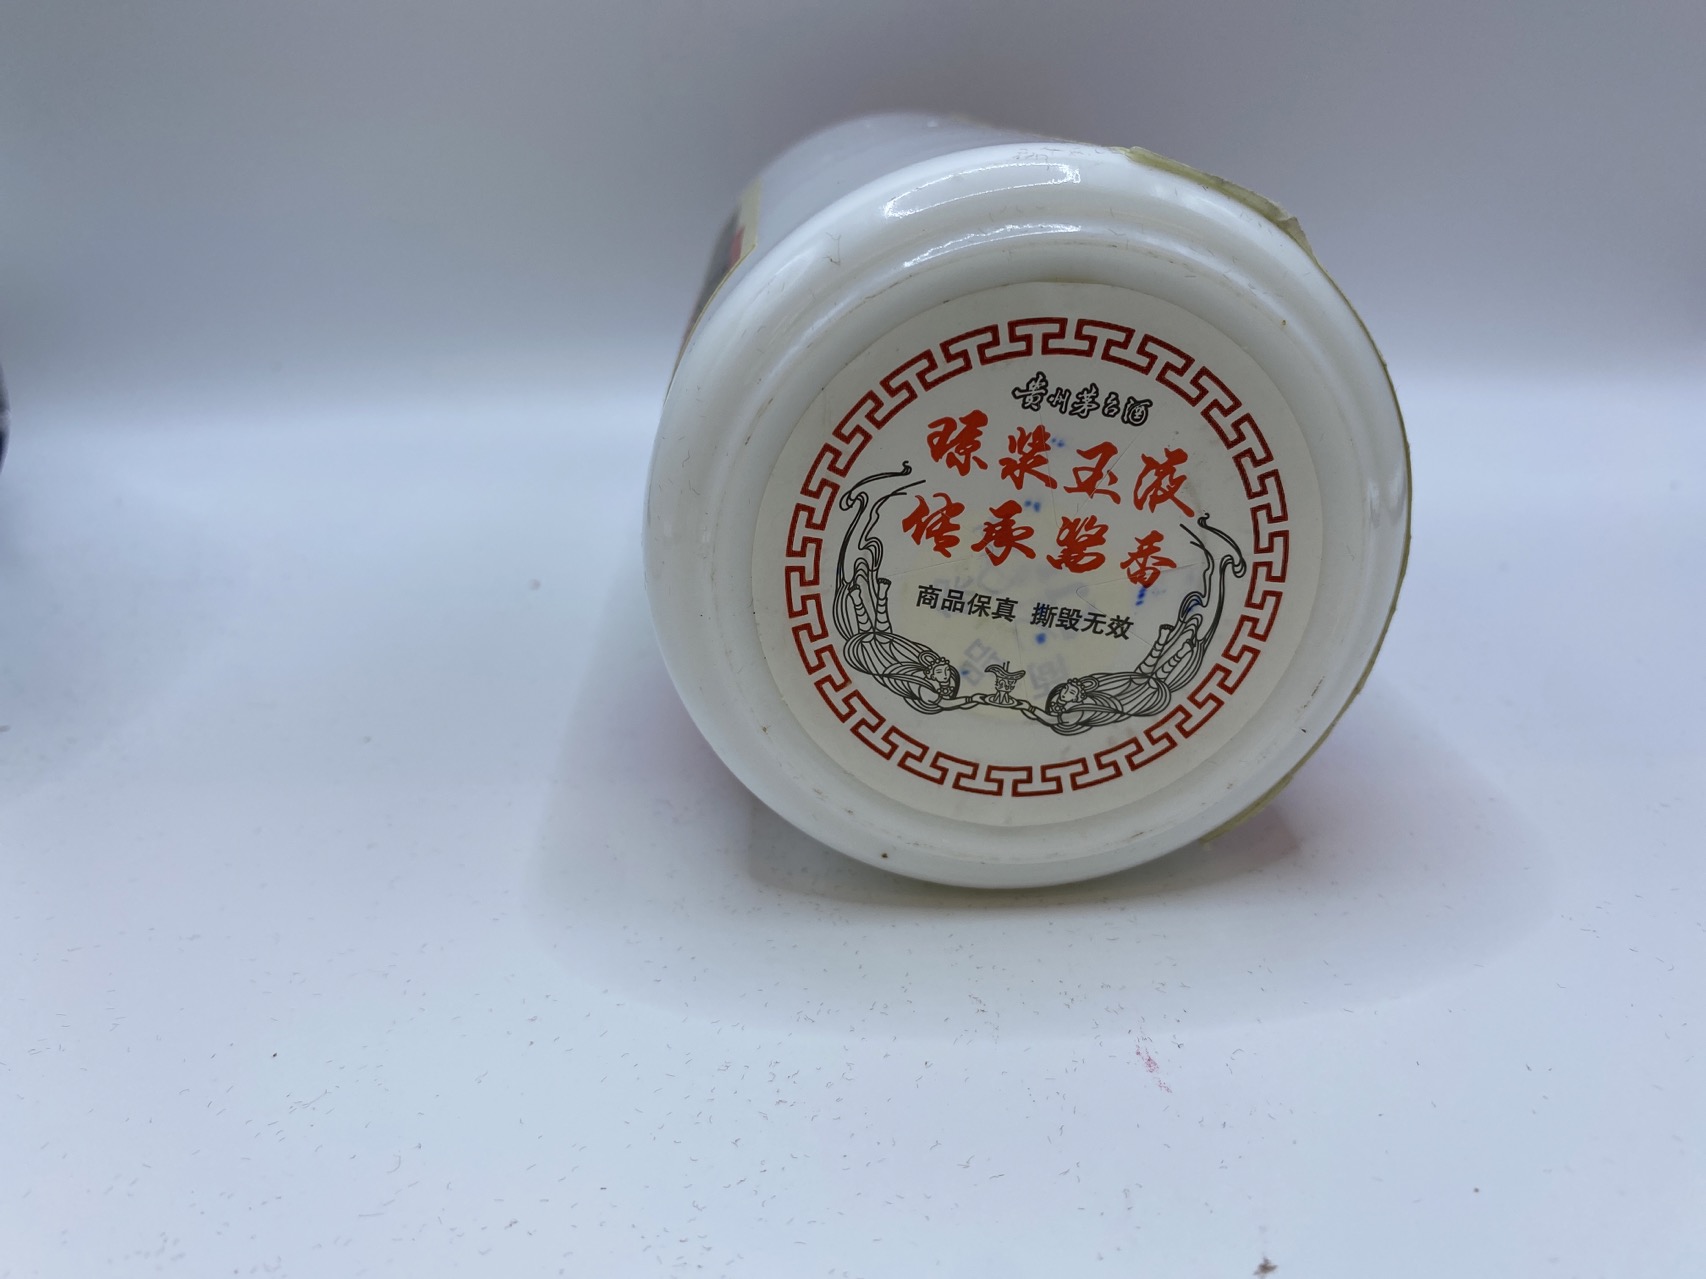 贵州茅台酒
琼浆玉液
传承酱香
商品保真 撕毁无效